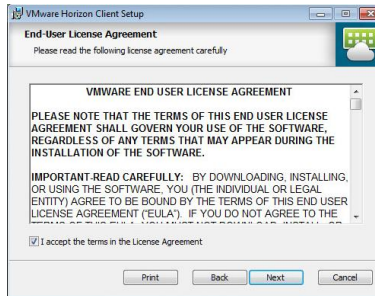 VMware Horizon Client Setup
End-User License Agreement
Please read the following license agreement carefully
VMWARE END USER LICENSE AGREEMENT
PLEASE NOTE THAT THE TERMS OF THIS END USER LICENSE
AGREEMENT SHALL GOVERN YOUR USE OF THE SOFTWARE,
REGARDLESS OF ANY TERMS THAT MAY APPEAR DURING THE
INSTALLATION OF THE SOFTWARE.
IMPORTANT-READ CAREFULLY: BY DOWNLOADING, INSTALLING,
OR USING THE SOFTWARE, YOU (THE INDIVIDUAL OR LEGAL
ENTITY) AGREE TO BE BOUND BY THE TERMS OF THIS END USER
LICENSE AGREEMENT ("EULA"). IF YOU DO NOT AGREE TO THE
I accept the terms in the License Agreement
Print Back Next Cancel